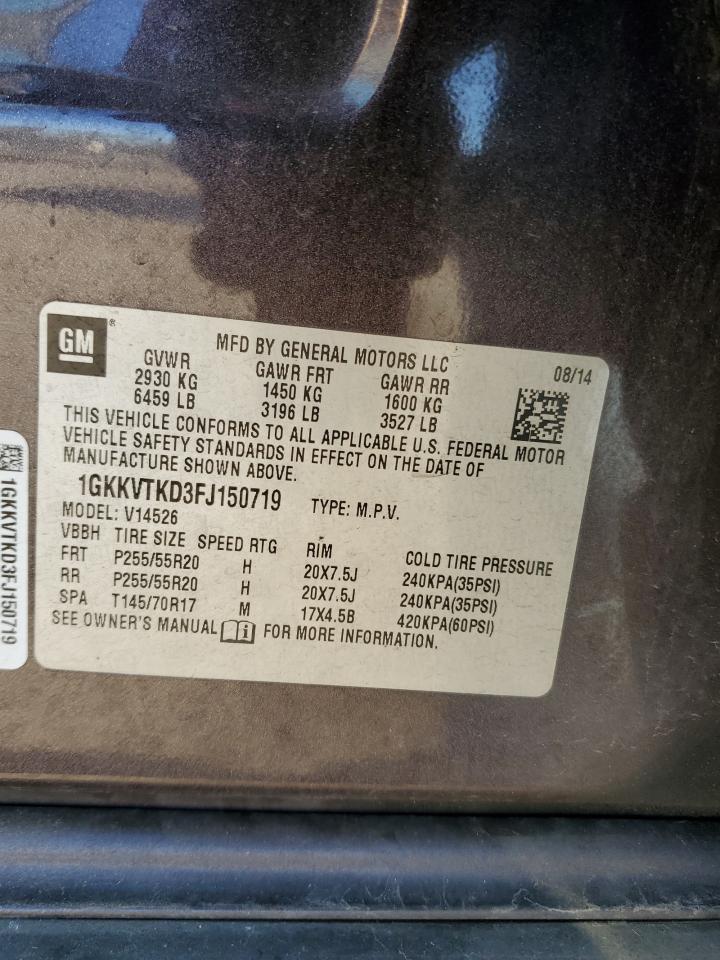 GM ®
MFD BY GENERAL MOTORS LLC
08/14
GVWR GAWR FRT GAWR RR
2930 KG 1450 KG 1600 KG
6459 LB 3196 LB 3527 LB
THIS VEHICLE CONFORMS TO ALL APPLICABLE U.S. FEDERAL MOTOR
VEHICLE SAFETY STANDARDS IN EFFECT ON THE DATE OF
MANUFACTURE SHOWN ABOVE.
1GKKVTKD3FJ150719 TYPE: M.P.V.
MODEL: V14526
VBBH TIRE SIZE SPEED RTG RIM COLD TIRE PRESSURE
FRT P255/55R20 H 20X7.5J 240KPA(35PSI)
RR P255/55R20 H 20X7.5J 240KPA(35PSI)
SPA T145/70R17 M 17X4.5B 420KPA(60PSI)
SEE OWNER'S MANUAL i FOR MORE INFORMATION.
1GKKVTKD3FJ150719